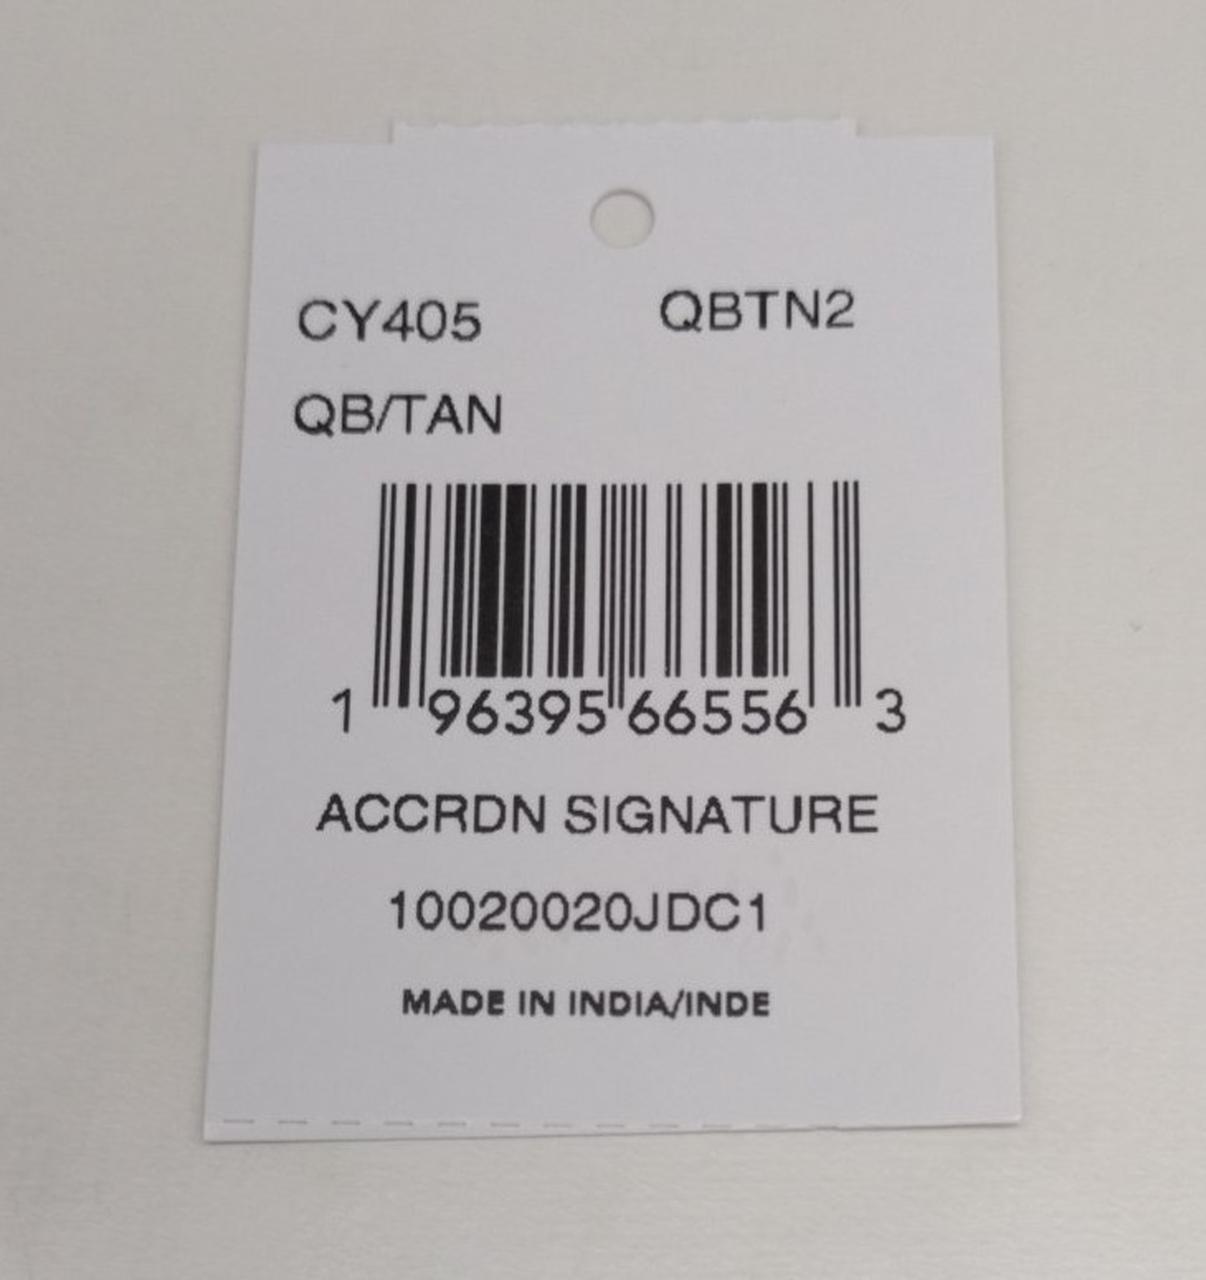 CY405 QBTN2
QB/TAN
1 96395 66556 3
ACCRDN SIGNATURE
10020020JDC1
MADE IN INDIA/INDE